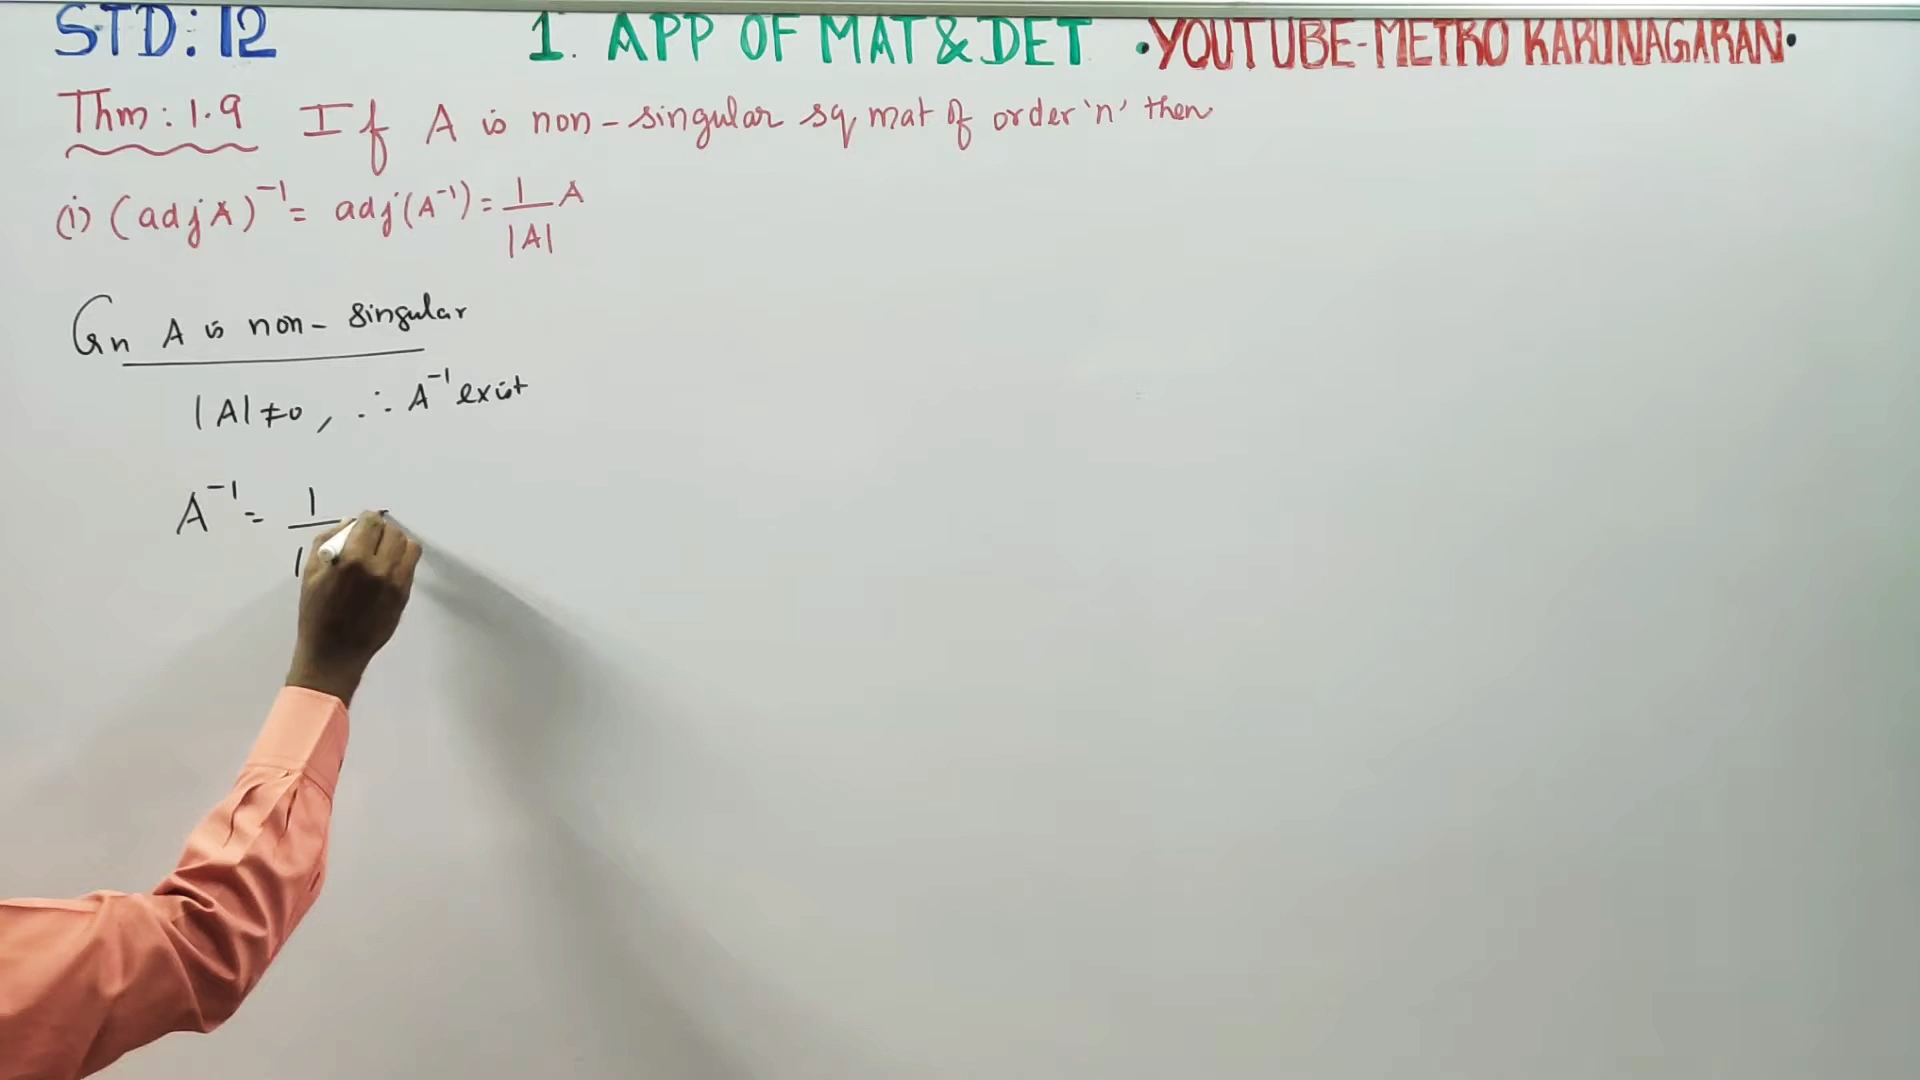 STD: 12 1. APP OF MAT & DET •YOUTUBE-METRO KARUNAGARAN•
Thm: 1.9 If A is non-singular sq mat of order 'n' then
(i) (adj A)⁻¹ = adj(A⁻¹) = 1/|A| A
Gn A is non-singular
|A| ≠ 0, ∴ A⁻¹ exist
A⁻¹ = 1/|